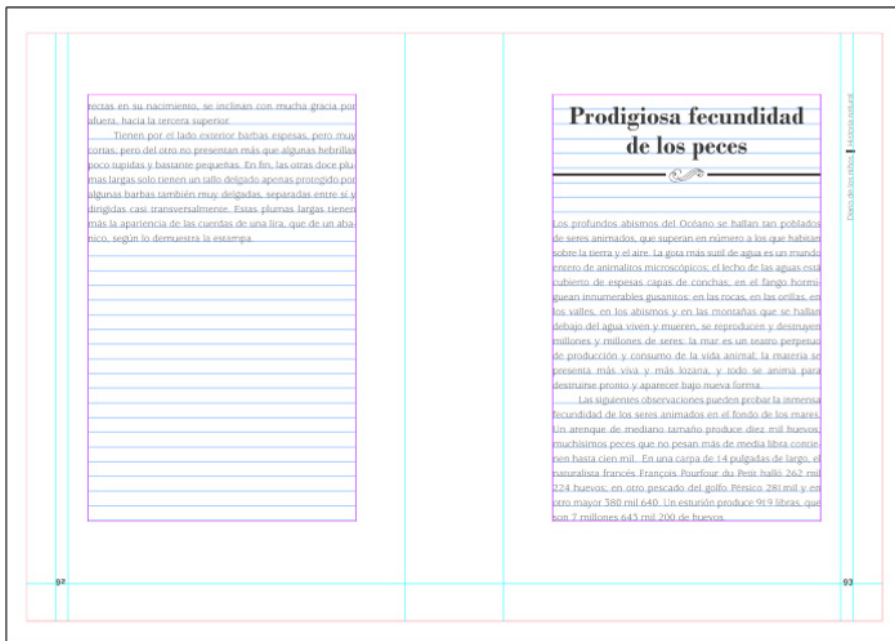 rectas en su nacimiento, se inclinan con mucha gracia por
afuera, hacia la tercera superior.
Tienen por el lado exterior barbas espesas, pero muy
cortas; pero del otro no presentan más que algunas hebrillas
poco tupidas y bastante pequeñas. En fin, las otras doce plu-
mas largas solo tienen un tallo delgado apenas protegido por
algunas barbas también muy delgadas, separadas entre sí y
dirigidas casi transversalmente. Estas plumas largas tienen
más la apariencia de las cuerdas de una lira, que de un aba-
nico, según lo demuestra la estampa.
92
Prodigiosa fecundidad
de los peces
Los profundos abismos del Océano se hallan tan poblados
de seres animados, que superan en número a los que habitan
sobre la tierra y el aire. La gota más sutil de agua es un mundo
entero de animalitos microscópicos; el lecho de las aguas está
cubierto de espesas capas de conchas; en el fango hormi-
guean innumerables gusanitos: en las rocas, en las orillas, en
los valles, en los abismos y en las montañas que se hallan
debajo del agua viven y mueren, se reproducen y destruyen
millones y millones de seres: la mar es un teatro perpetuo
de producción y consumo de la vida animal; la materia se
presenta más viva y más lozana, y todo se anima para
destruirse pronto y aparecer bajo nueva forma.
Las siguientes observaciones pueden probar la inmensa
fecundidad de los seres animados en el fondo de los mares.
Un arenque de mediano tamaño produce diez mil huevos;
muchísimos peces que no pesan más de media libra contie-
nen hasta cien mil. En una carpa de 14 pulgadas de largo, el
naturalista francés François Pourfour du Petit halló 262 mil
224 huevos; en otro pescado del golfo Pérsico 281 mil y en
otro mayor 380 mil 640. Un esturión produce 919 libras, que
son 7 millones 643 mil 200 de huevos.
Diario de los niños Historia natural
93